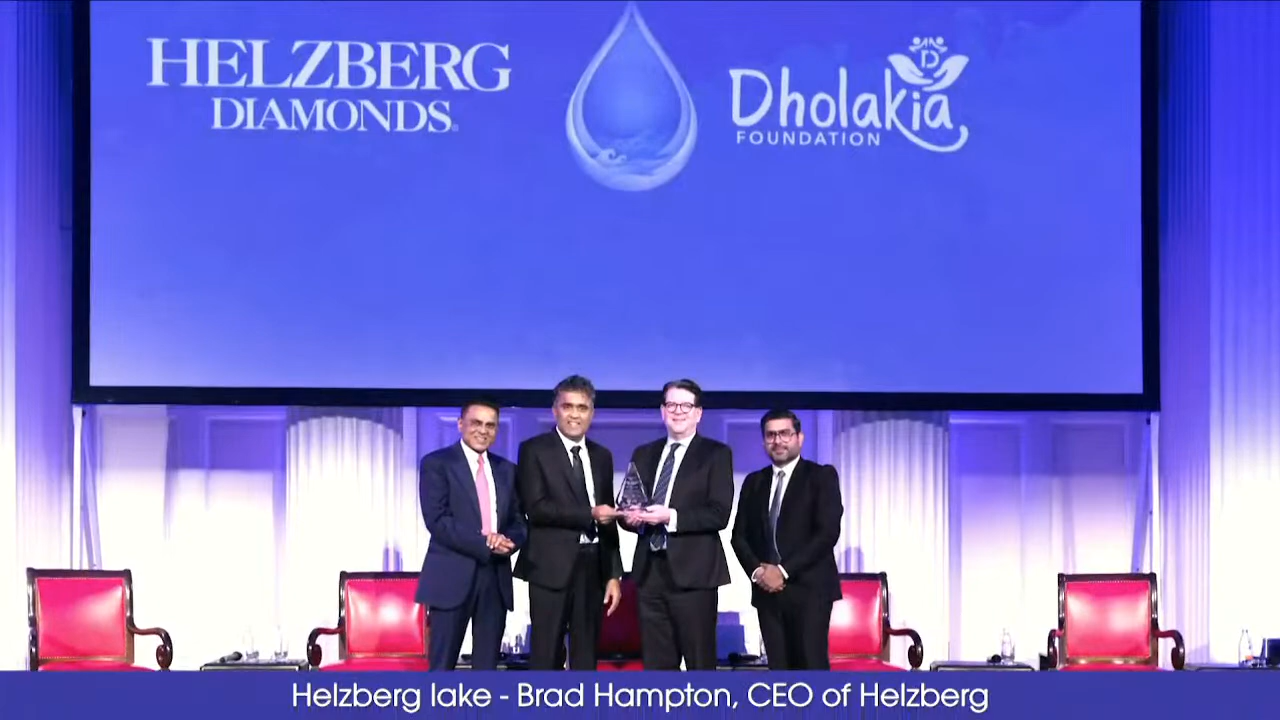 HELZBERG
DIAMONDS
Dholakia
FOUNDATION
D
Helzberg lake - Brad Hampton, CEO of Helzberg